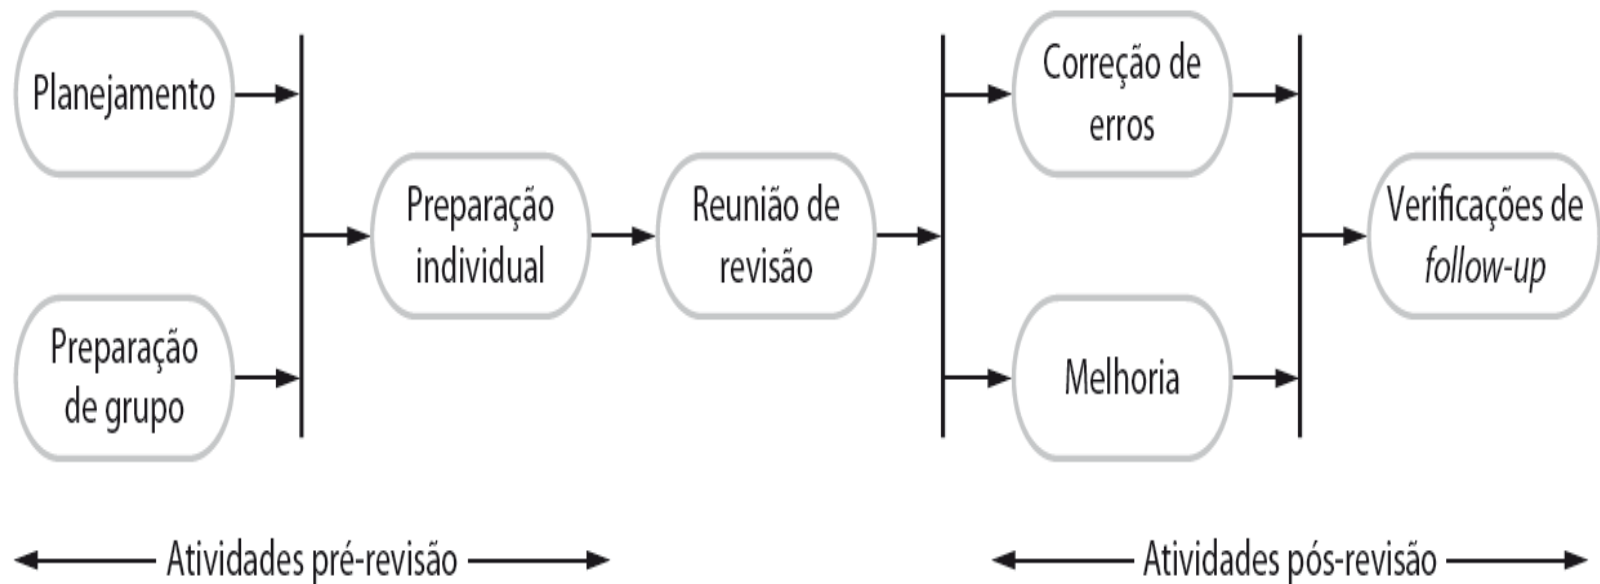 Planejamento
Preparação
de grupo
Preparação
individual
Reunião de
revisão
Correção de
erros
Melhoria
Verificações de
follow-up
Atividades pré-revisão
Atividades pós-revisão